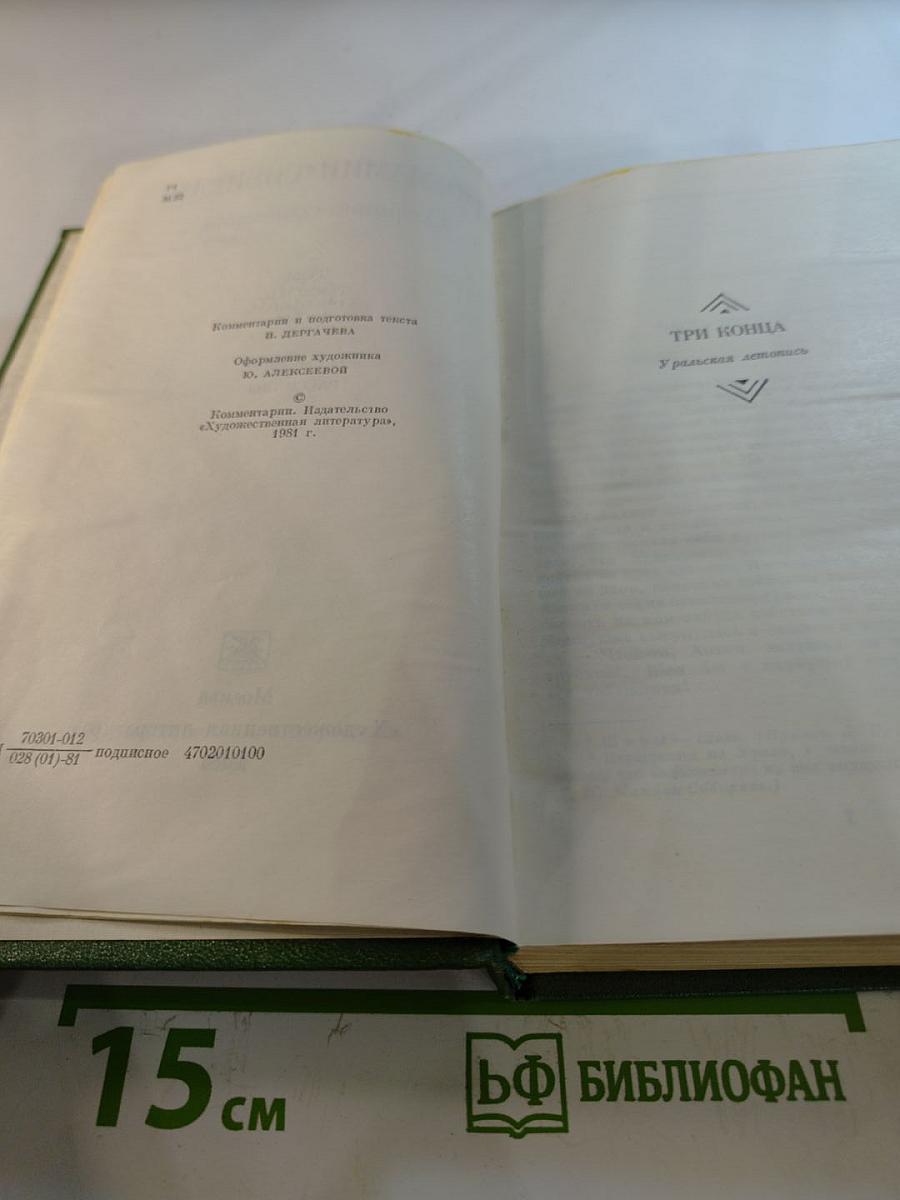 Комментарии и подготовка текста
И. ДЕРГАЧЕВА
Оформление художника
Ю. АЛЕКСЕЕВОЙ
©
Комментарии. Издательство
«Художественная литература»,
1981 г.
70301-012
028 (01)-81
подписное 4702010100
ТРИ КОНЦА
Уральская летопись
15 см
БФ БИБЛИОФАН